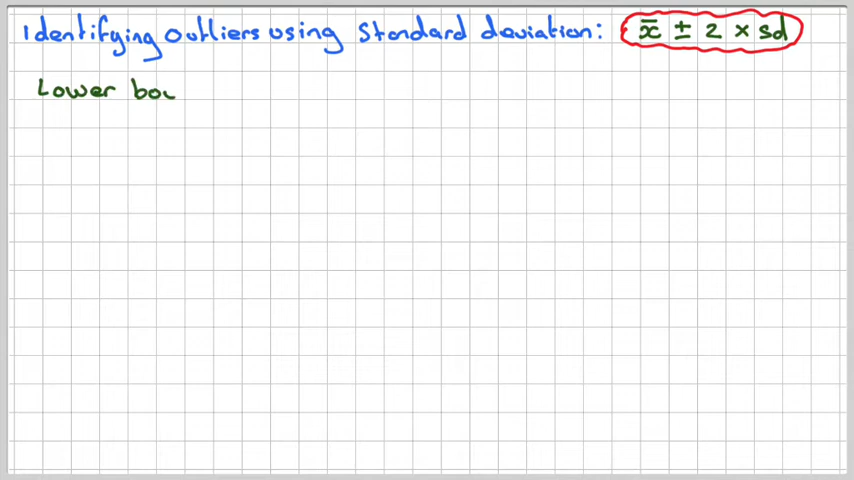 Identifying outliers using standard deviation: x̄ ± 2 × sd
Lower bou